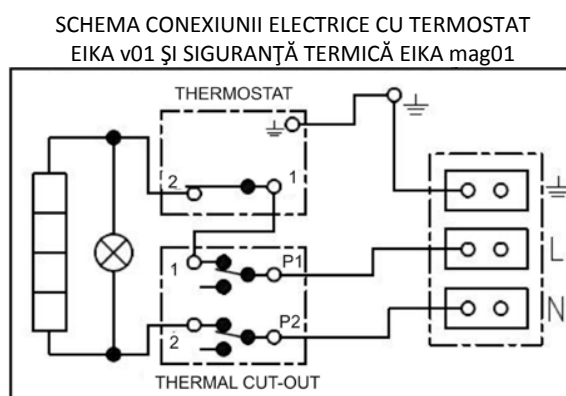 SCHEMA CONEXIUNII ELECTRICE CU TERMOSTAT
EIKA v01 ŞI SIGURANŢĂ TERMICĂ EIKA mag01
THERMOSTAT
2
1
1
P1
L
2
P2
N
THERMAL CUT-OUT